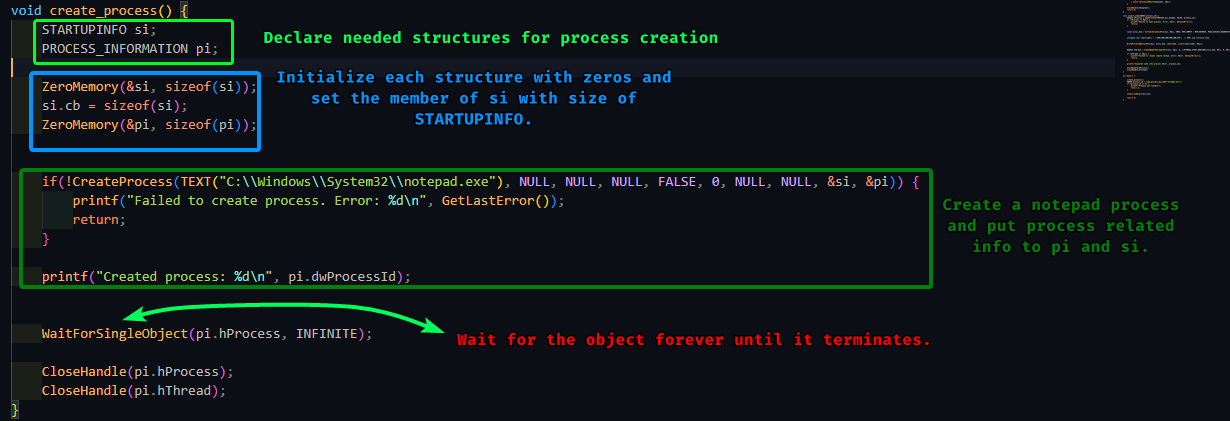 void create_process() {
STARTUPINFO si;
PROCESS_INFORMATION pi;
Declare needed structures for process creation
ZeroMemory(&si, sizeof(si));
si.cb = sizeof(si);
ZeroMemory(&pi, sizeof(pi));
Initialize each structure with zeros and
set the member of si with size of
STARTUPINFO.
if(!CreateProcess(TEXT("C:\\Windows\\System32\\notepad.exe"), NULL, NULL, NULL, FALSE, 0, NULL, NULL, &si, &pi)) {
printf("Failed to create process. Error: %d\n", GetLastError());
return;
}
printf("Created process: %d\n", pi.dwProcessId);
Create a notepad process
and put process related
info to pi and si.
WaitForSingleObject(pi.hProcess, INFINITE);
Wait for the object forever until it terminates.
CloseHandle(pi.hProcess);
CloseHandle(pi.hThread);
}